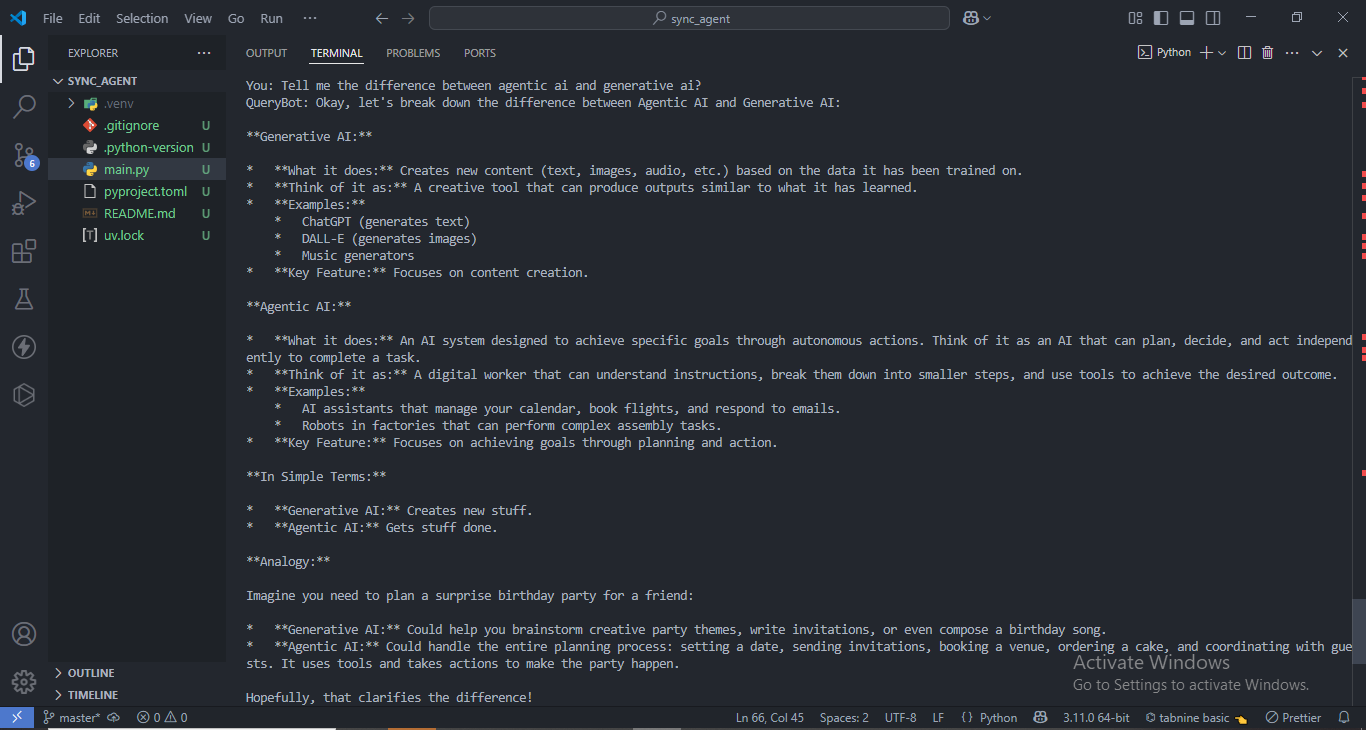 File Edit Selection View Go Run ··· sync_agent
EXPLORER ···
SYNC_AGENT
.venv
.gitignore U
.python-version U
main.py U
pyproject.toml U
README.md U
uv.lock U
OUTLINE
TIMELINE
OUTPUT TERMINAL PROBLEMS PORTS Python
You: Tell me the difference between agentic ai and generative ai?
QueryBot: Okay, let's break down the difference between Agentic AI and Generative AI:
**Generative AI:**
*   **What it does:** Creates new content (text, images, audio, etc.) based on the data it has been trained on.
*   **Think of it as:** A creative tool that can produce outputs similar to what it has learned.
*   **Examples:**
    *   ChatGPT (generates text)
    *   DALL-E (generates images)
    *   Music generators
*   **Key Feature:** Focuses on content creation.
**Agentic AI:**
*   **What it does:** An AI system designed to achieve specific goals through autonomous actions. Think of it as an AI that can plan, decide, and act independ
ently to complete a task.
*   **Think of it as:** A digital worker that can understand instructions, break them down into smaller steps, and use tools to achieve the desired outcome.
*   **Examples:**
    *   AI assistants that manage your calendar, book flights, and respond to emails.
    *   Robots in factories that can perform complex assembly tasks.
*   **Key Feature:** Focuses on achieving goals through planning and action.
**In Simple Terms:**
*   **Generative AI:** Creates new stuff.
*   **Agentic AI:** Gets stuff done.
**Analogy:**
Imagine you need to plan a surprise birthday party for a friend:
*   **Generative AI:** Could help you brainstorm creative party themes, write invitations, or even compose a birthday song.
*   **Agentic AI:** Could handle the entire planning process: setting a date, sending invitations, booking a venue, ordering a cake, and coordinating with gue
sts. It uses tools and takes actions to make the party happen.
Hopefully, that clarifies the difference!
Activate Windows
Go to Settings to activate Windows.
6
master* 0 0 Ln 66, Col 45 Spaces: 2 UTF-8 LF {} Python 3.11.0 64-bit tabnine basic Prettier